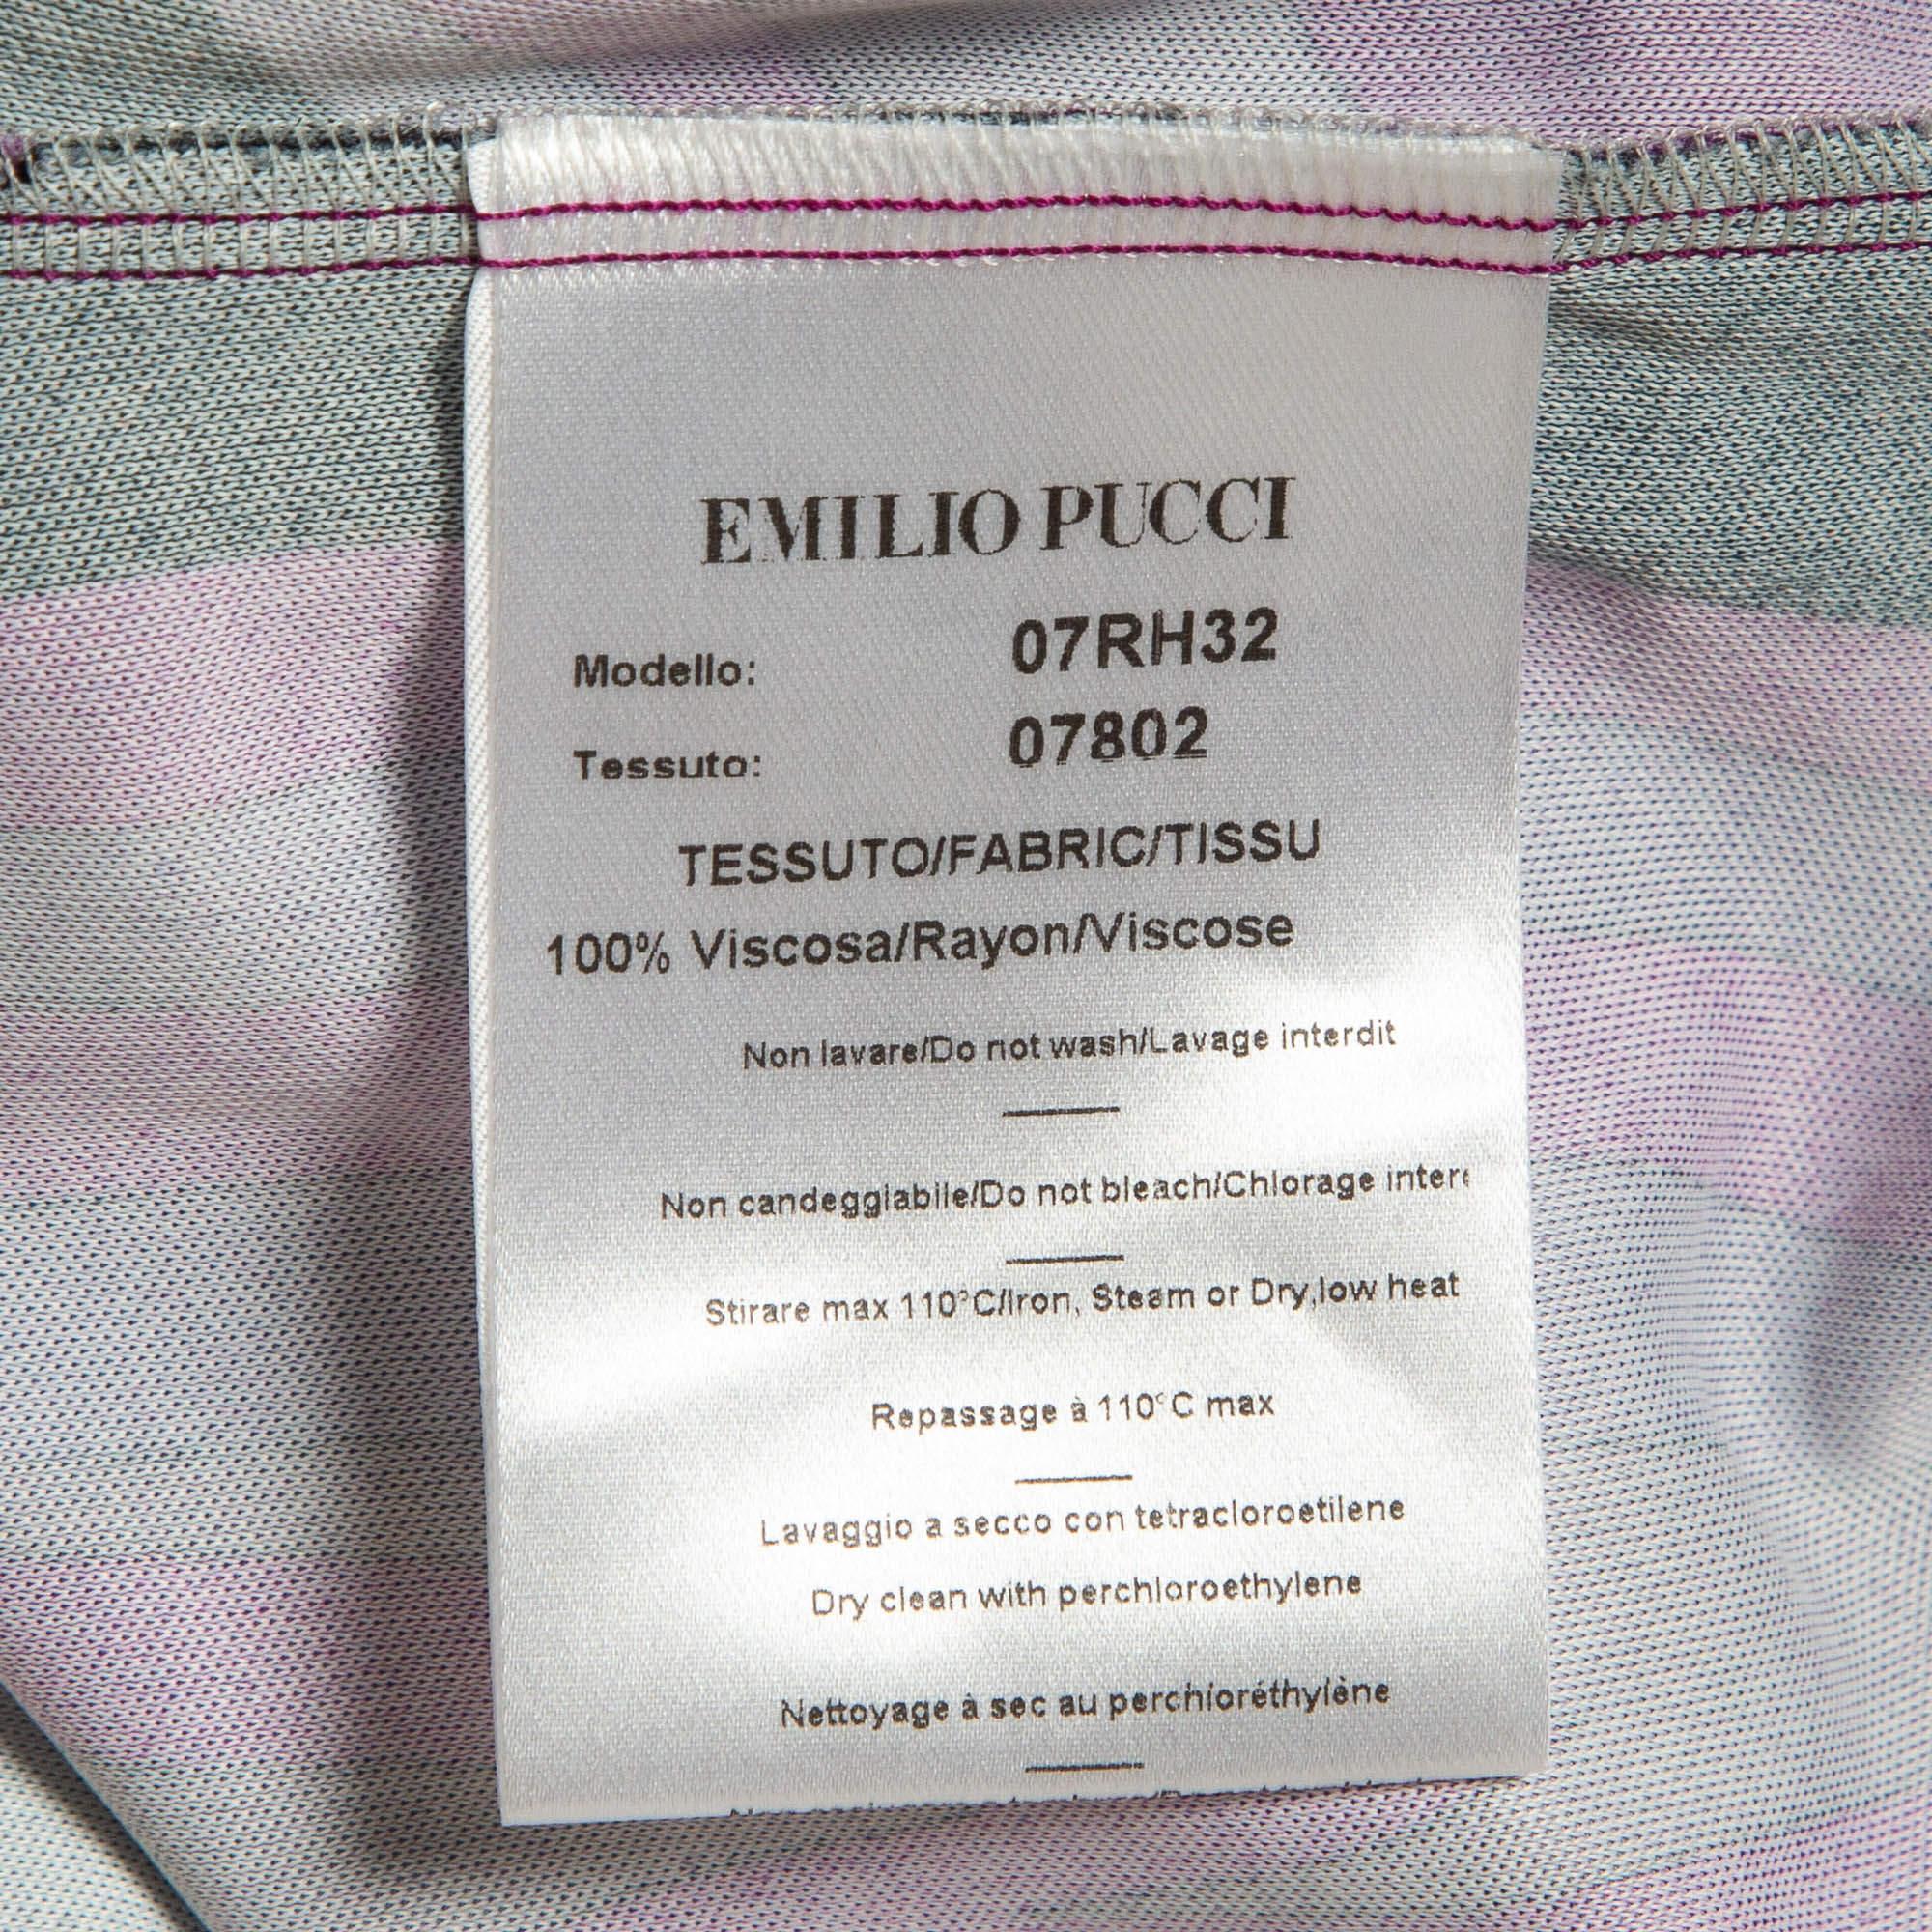 EMILIO PUCCI
Modello: 07RH32
Tessuto: 07802
TESSUTO/FABRIC/TISSU
100% Viscosa/Rayon/Viscose
Non lavare/Do not wash/Lavage interdit
Non candeggiabile/Do not bleach/Chlorage inter
Stirare max 110°C/Iron, Steam or Dry,low heat
Repassage à 110°C max
Lavaggio a secco con tetracloroetilene
Dry clean with perchloroethylene
Nettoyage à sec au perchloréthylène